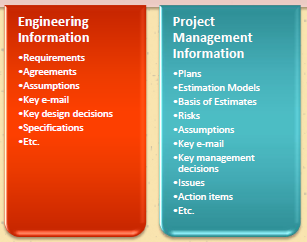 Engineering
Information
•Requirements
•Agreements
•Assumptions
•Key e-mail
•Key design decisions
•Specifications
•Etc.
Project
Management
Information
•Plans
•Estimation Models
•Basis of Estimates
•Risks
•Assumptions
•Key e-mail
•Key management
decisions
•Issues
•Action items
•Etc.